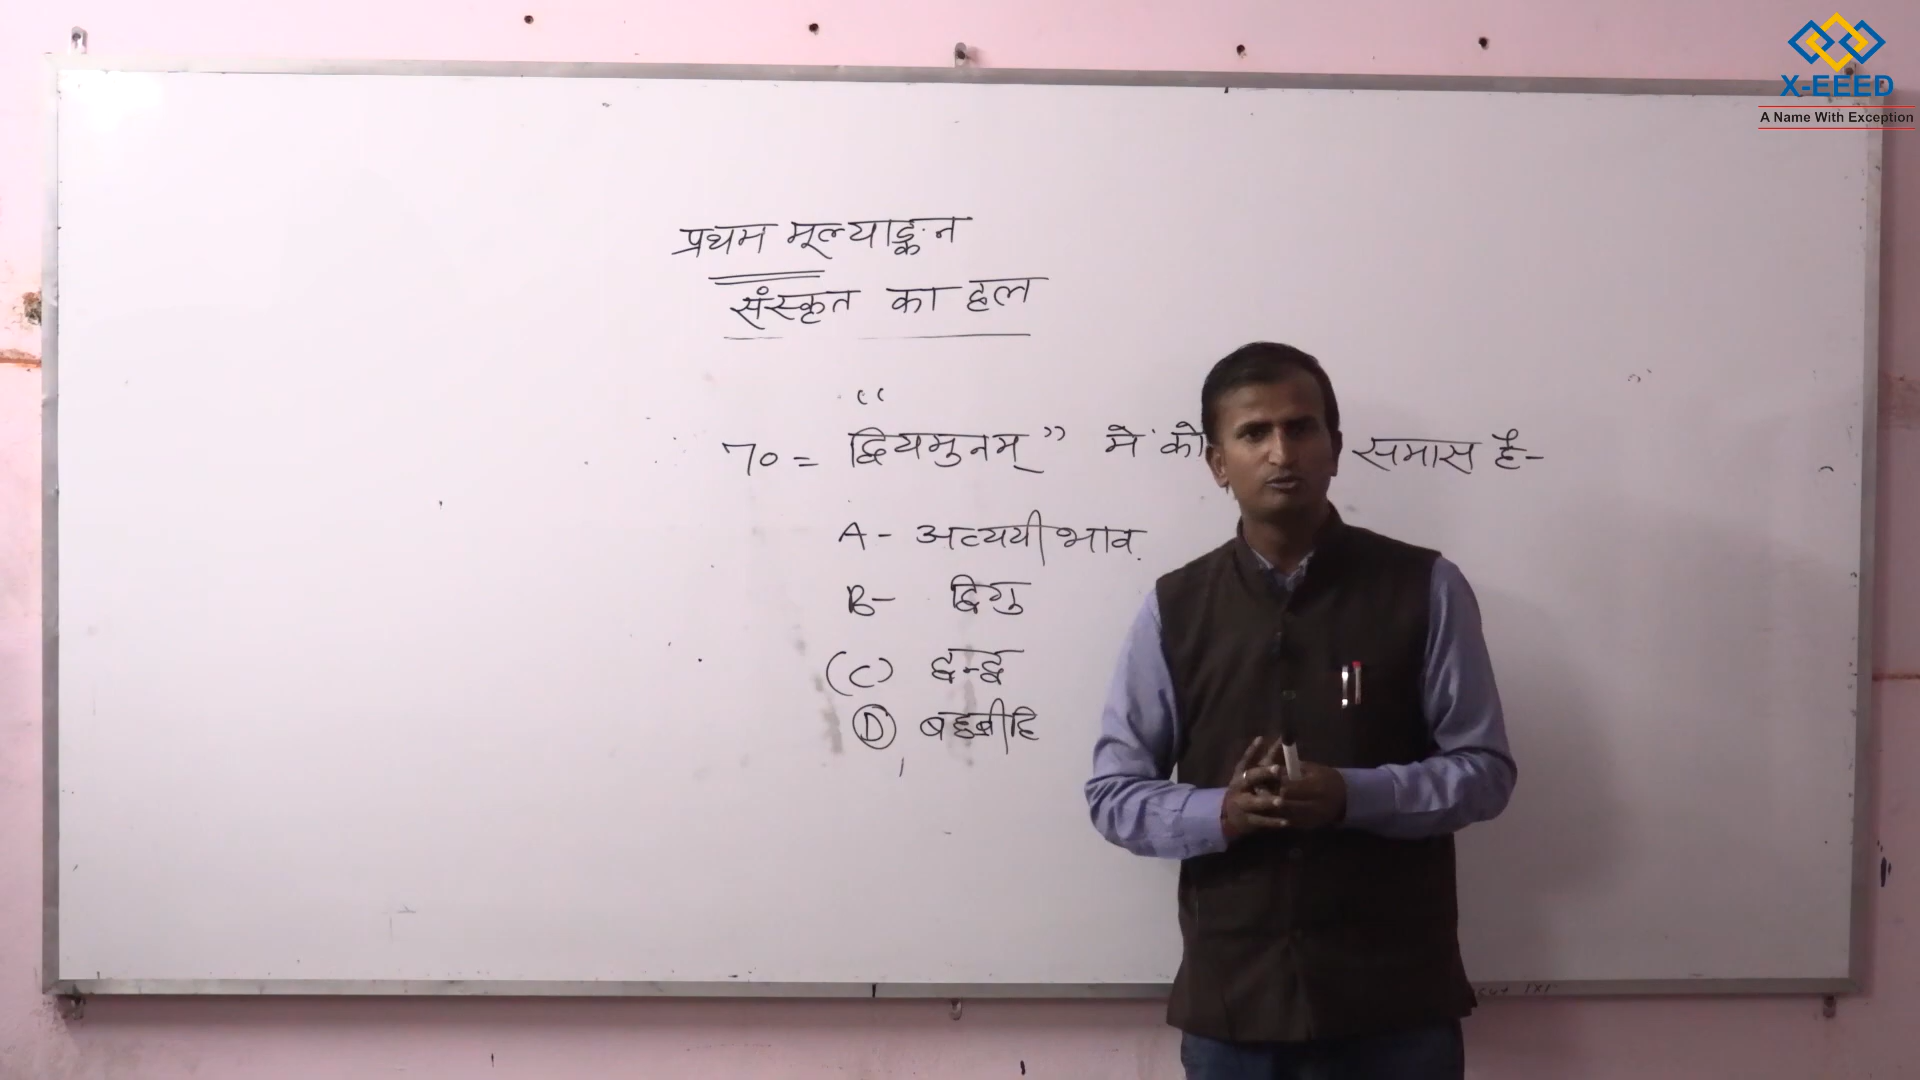 X-EEED
A Name With Exception
प्रथम मूल्याङ्कन
संस्कृत का हल
70= “द्वियमुनम्” मे को समास है-
A- अव्ययीभाव
B- द्विगु
(C) द्वन्द्व
(D) बहुब्रीहि